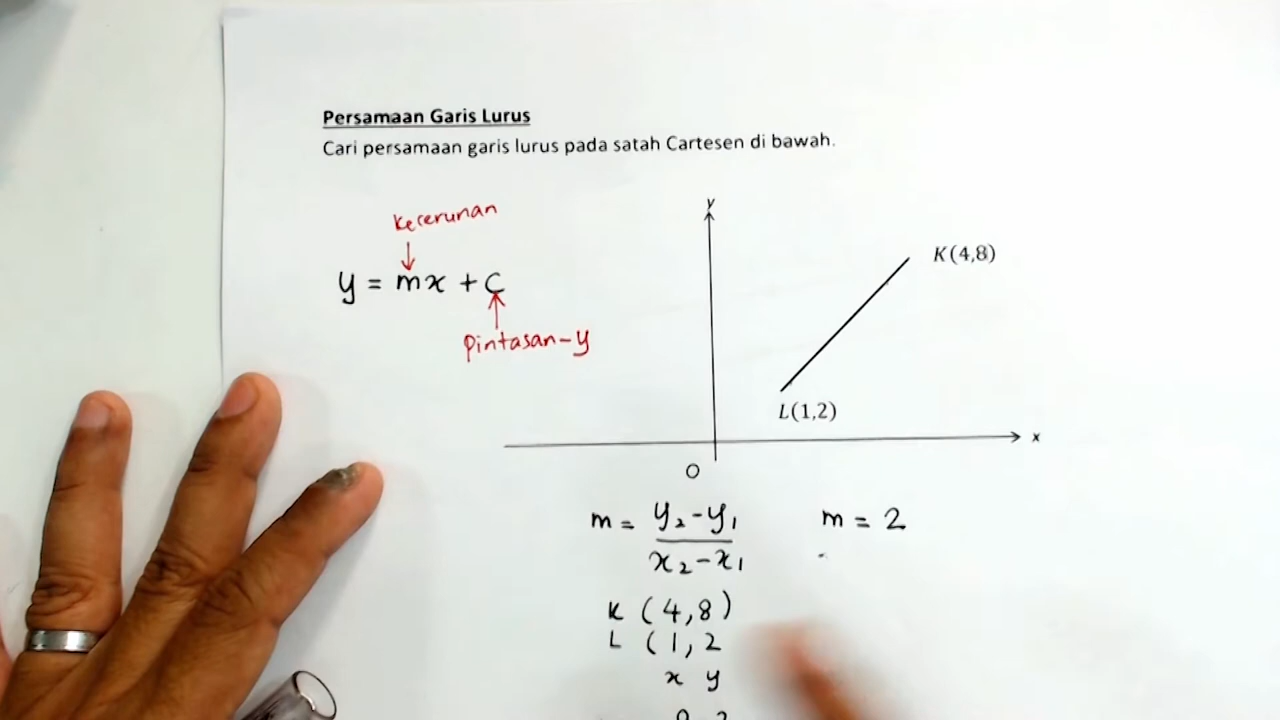 Persamaan Garis Lurus
Cari persamaan garis lurus pada satah Cartesen di bawah.
kecerunan
y = mx + c
pintasan-y
y
K(4,8)
L(1,2)
x
O
m = y₂-y₁ / x₂-x₁
m = 2
K (4,8)
L (1,2
x y